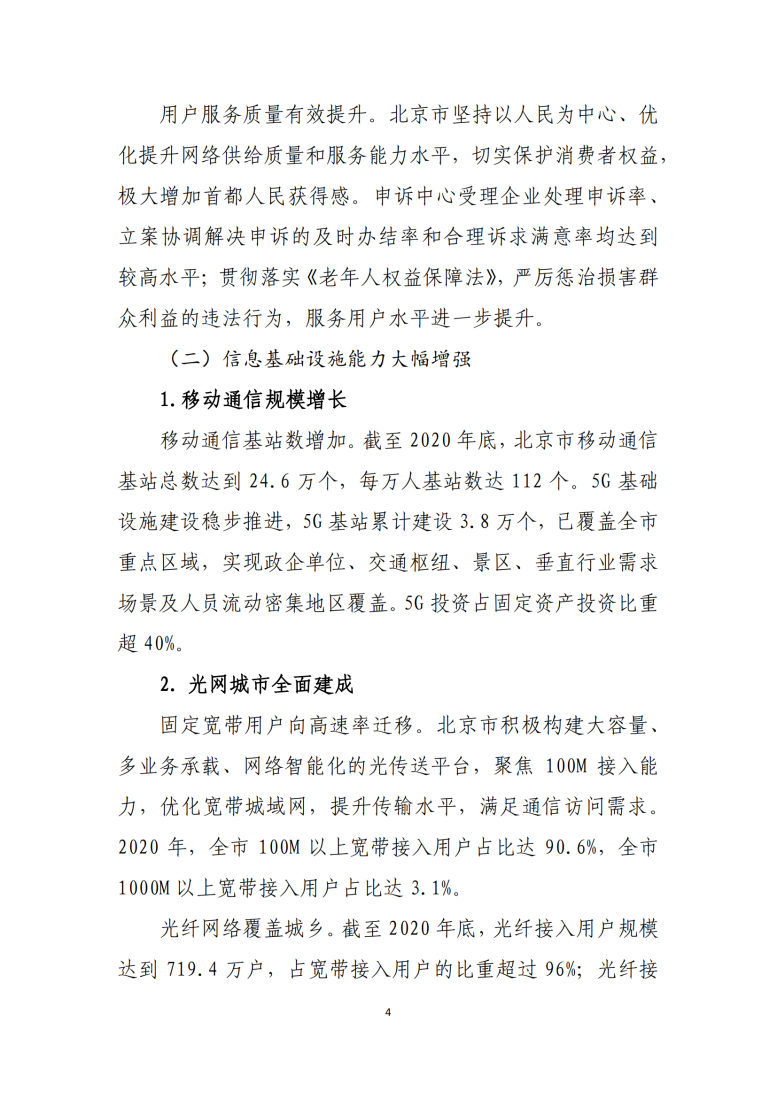 用户服务质量有效提升。北京市坚持以人民为中心、优
化提升网络供给质量和服务能力水平，切实保护消费者权益，
极大增加首都人民获得感。申诉中心受理企业处理申诉率、
立案协调解决申诉的及时办结率和合理诉求满意率均达到
较高水平；贯彻落实《老年人权益保障法》，严厉惩治损害群
众利益的违法行为，服务用户水平进一步提升。
（二）信息基础设施能力大幅增强
1.移动通信规模增长
移动通信基站数增加。截至 2020 年底，北京市移动通信
基站总数达到 24.6 万个，每万人基站数达 112 个。5G 基础
设施建设稳步推进，5G 基站累计建设 3.8 万个，已覆盖全市
重点区域，实现政企单位、交通枢纽、景区、垂直行业需求
场景及人员流动密集地区覆盖。5G 投资占固定资产投资比重
超 40%。
2. 光网城市全面建成
固定宽带用户向高速率迁移。北京市积极构建大容量、
多业务承载、网络智能化的光传送平台，聚焦 100M 接入能
力，优化宽带城域网，提升传输水平，满足通信访问需求。
2020 年，全市 100M 以上宽带接入用户占比达 90.6%，全市
1000M 以上宽带接入用户占比达 3.1%。
光纤网络覆盖城乡。截至 2020 年底，光纤接入用户规模
达到 719.4 万户，占宽带接入用户的比重超过 96%；光纤接
4